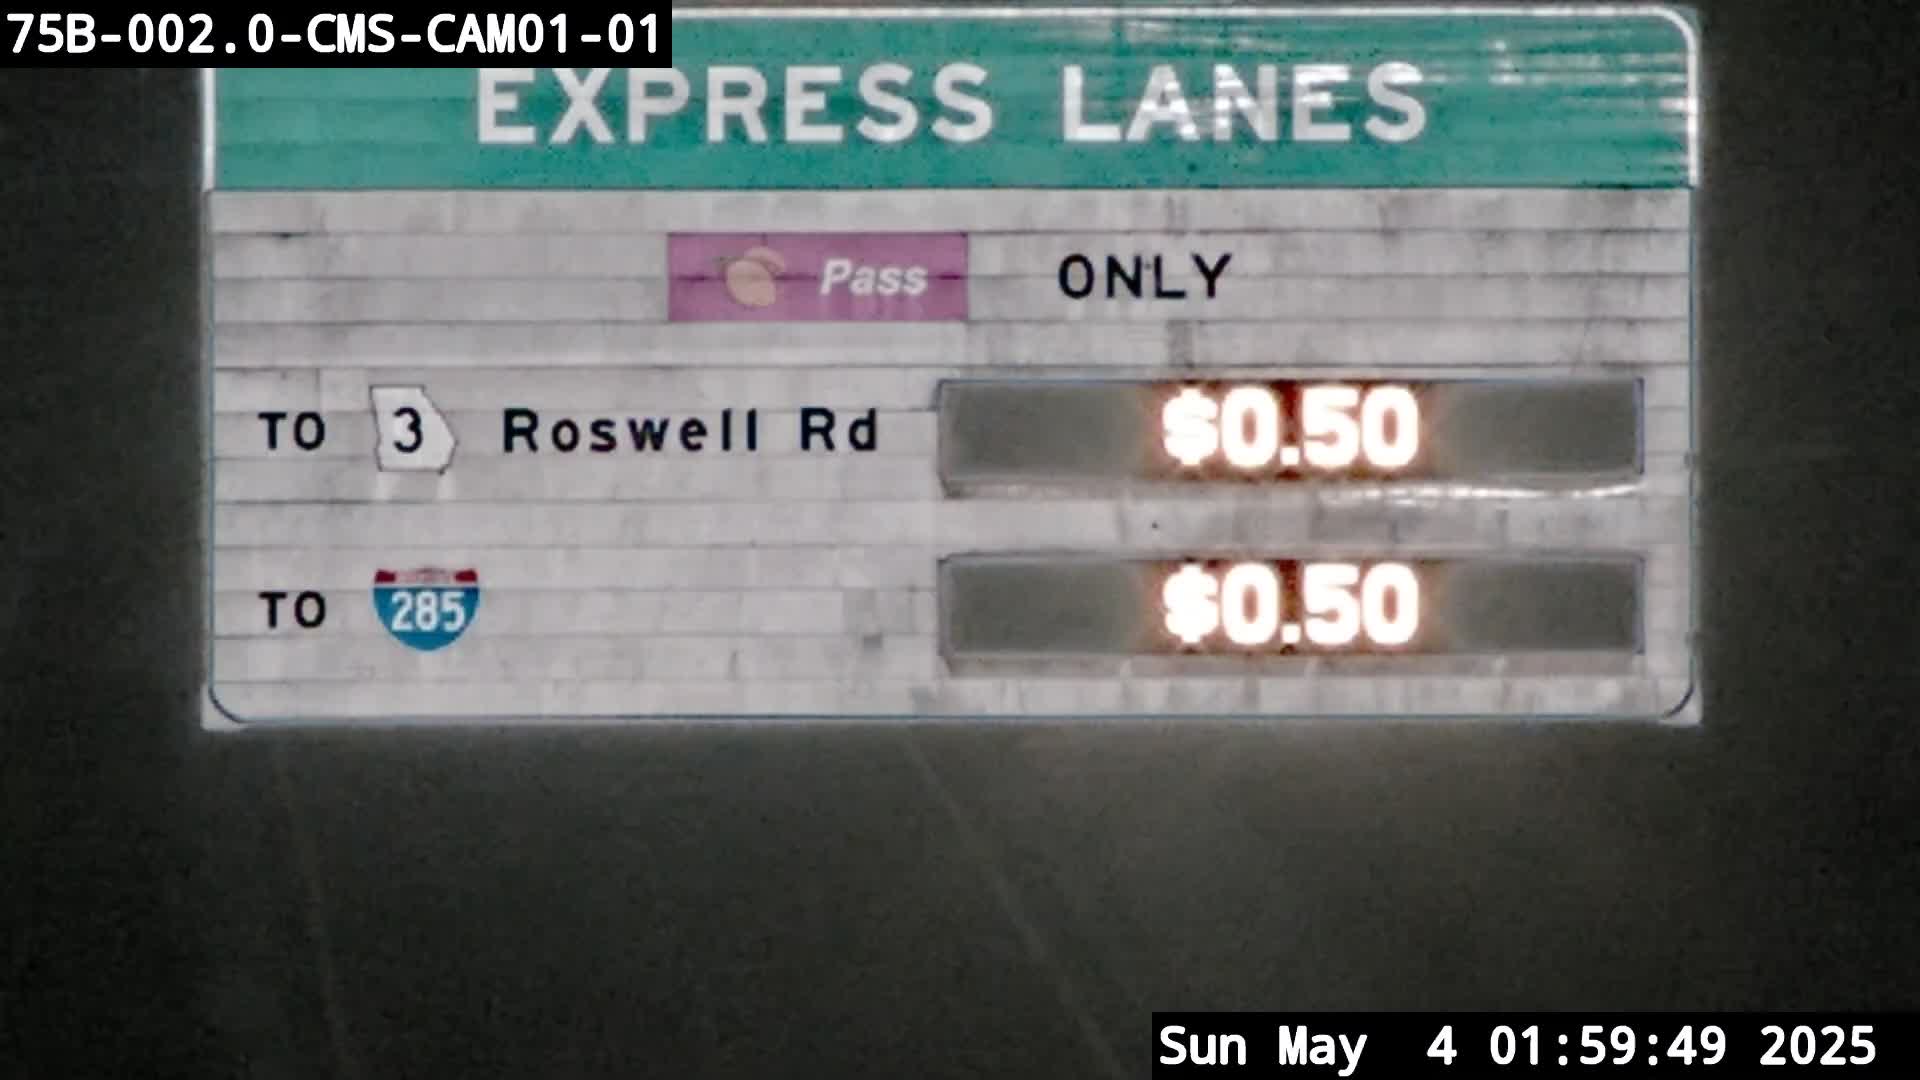 75B-002.0-CMS-CAM01-01
EXPRESS LANES
Pass ONLY
TO 3 Roswell Rd $0.50
TO 285 $0.50
Sun May 4 01:59:49 2025